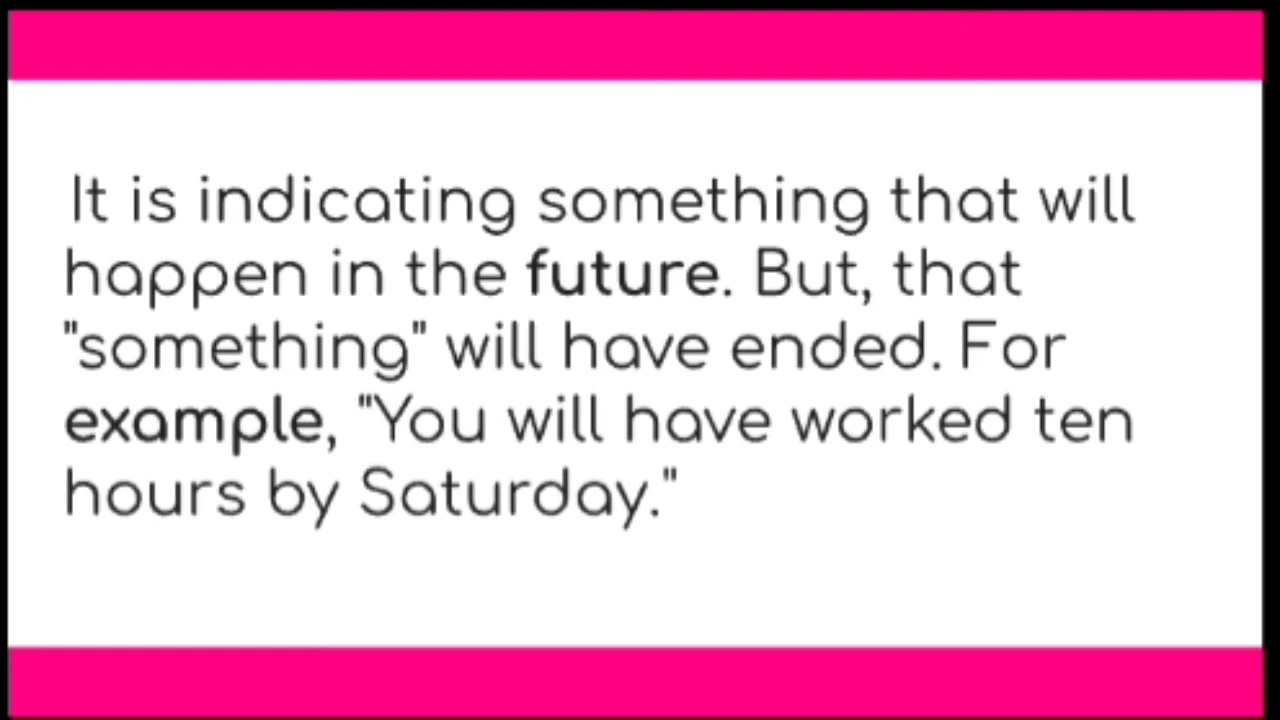 It is indicating something that will
happen in the future. But, that
"something" will have ended. For
example, "You will have worked ten
hours by Saturday."